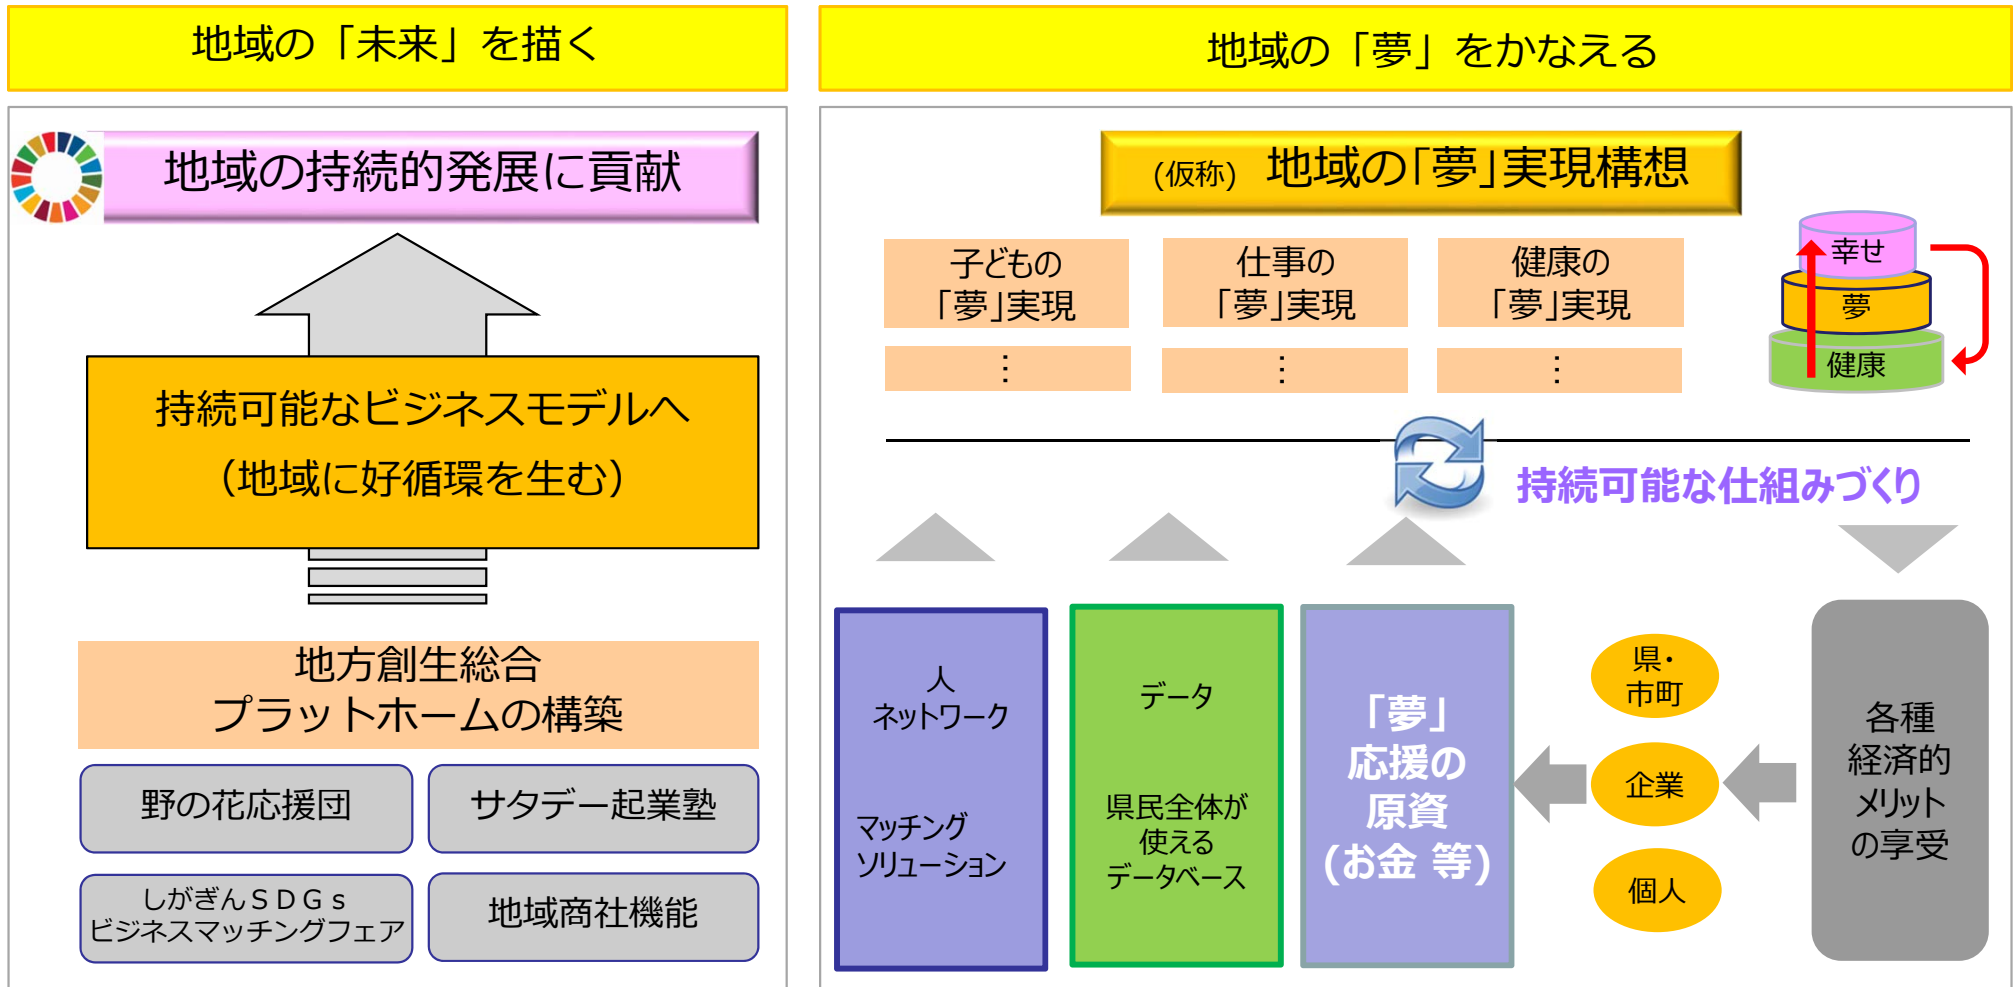 地域の「未来」を描く
地域の持続的発展に貢献
持続可能なビジネスモデルへ
（地域に好循環を生む）
地方創生総合
プラットホームの構築
野の花応援団
サタデー起業塾
しがぎんＳＤＧｓ
ビジネスマッチングフェア
地域商社機能
地域の「夢」をかなえる
(仮称) 地域の「夢」実現構想
子どもの
「夢」実現
仕事の
「夢」実現
健康の
「夢」実現
⋮
⋮
⋮
幸せ
夢
健康
持続可能な仕組みづくり
人
ネットワーク
マッチング
ソリューション
データ
県民全体が
使える
データベース
「夢」
応援の
原資
(お金 等)
県・
市町
企業
個人
各種
経済的
メリット
の享受